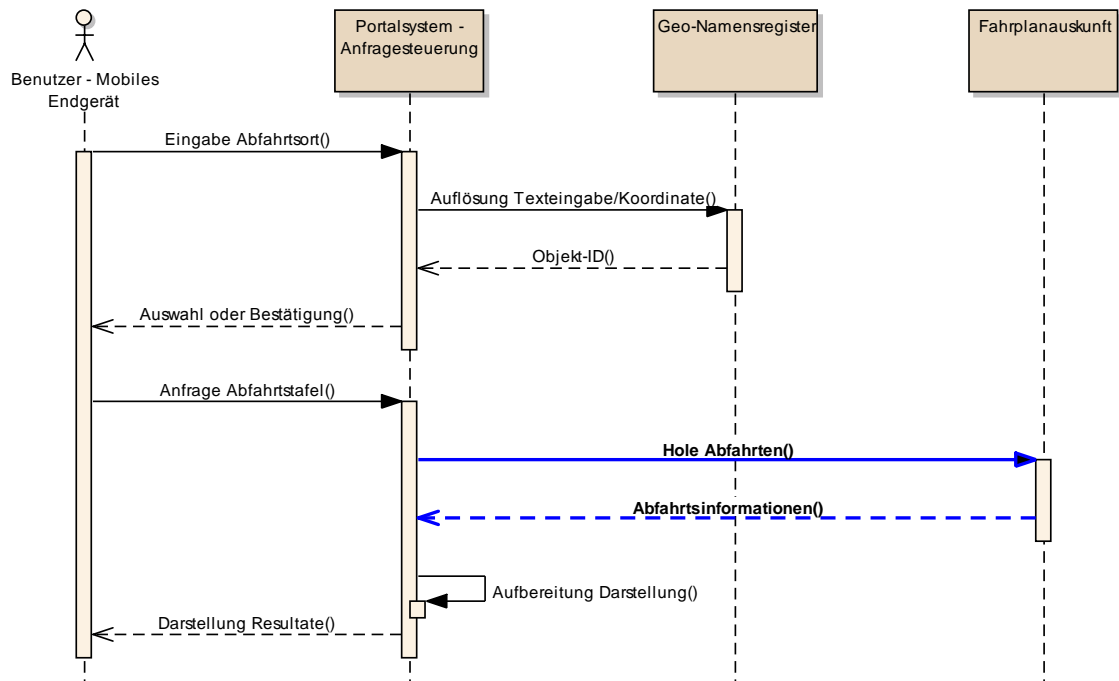 Benutzer - Mobiles
Endgerät
Portalsystem -
Anfragesteuerung
Geo-Namensregister
Fahrplanauskunft
Eingabe Abfahrtsort()
Auflösung Texteingabe/Koordinate()
Objekt-ID()
Auswahl oder Bestätigung()
Anfrage Abfahrtstafel()
Hole Abfahrten()
Abfahrtsinformationen()
Aufbereitung Darstellung()
Darstellung Resultate()